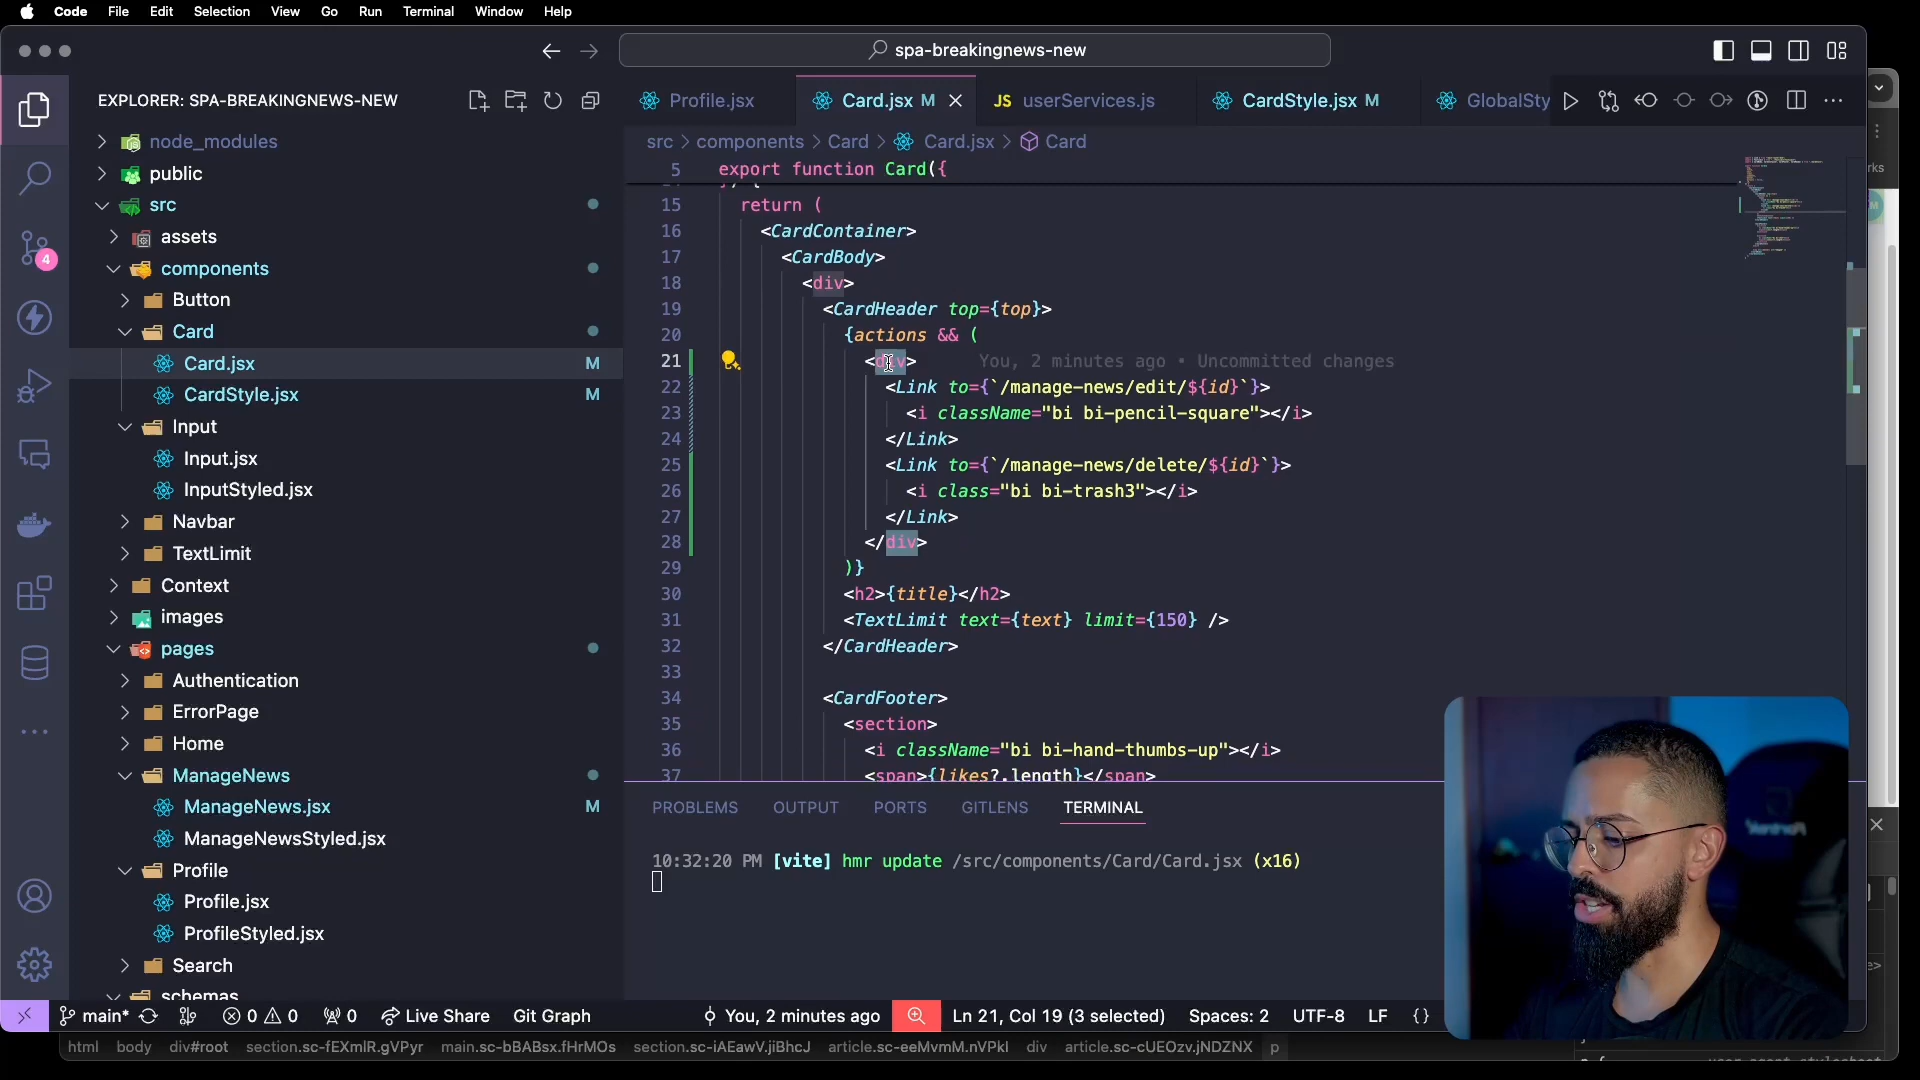 Code File Edit Selection View Go Run Terminal Window Help
spa-breakingnews-new
EXPLORER: SPA-BREAKINGNEWS-NEW
node_modules
public
src
assets
components
Button
Card
Card.jsx M
CardStyle.jsx M
Input
Input.jsx
InputStyled.jsx
Navbar
TextLimit
Context
images
pages
Authentication
ErrorPage
Home
ManageNews
ManageNews.jsx M
ManageNewsStyled.jsx
Profile
Profile.jsx
ProfileStyled.jsx
Search
schemas
4
Profile.jsx Card.jsx M JS userServices.js CardStyle.jsx M GlobalSty
src > components > Card > Card.jsx > Card
5 export function Card({
15 return (
16 <CardContainer>
17 <CardBody>
18 <div>
19 <CardHeader top={top}>
20 {actions && (
21 <div> You, 2 minutes ago • Uncommitted changes
22 <Link to={`/manage-news/edit/${id}`}>
23 <i className="bi bi-pencil-square"></i>
24 </Link>
25 <Link to={`/manage-news/delete/${id}`}>
26 <i class="bi bi-trash3"></i>
27 </Link>
28 </div>
29 )}
30 <h2>{title}</h2>
31 <TextLimit text={text} limit={150} />
32 </CardHeader>
33
34 <CardFooter>
35 <section>
36 <i className="bi bi-hand-thumbs-up"></i>
37 <span>{likes?.length}</span>
PROBLEMS OUTPUT PORTS GITLENS TERMINAL
10:32:20 PM [vite] hmr update /src/components/Card/Card.jsx (x16)
main* 0 0 0 Live Share Git Graph You, 2 minutes ago Ln 21, Col 19 (3 selected) Spaces: 2 UTF-8 LF {}
html body div#root section.sc-fEXmlR.gVPyr main.sc-bBABsx.fHrMOs section.sc-iAEawV.jiBhcJ article.sc-eeMvmM.nVPkl div article.sc-cUEOzv.jNDZNX p